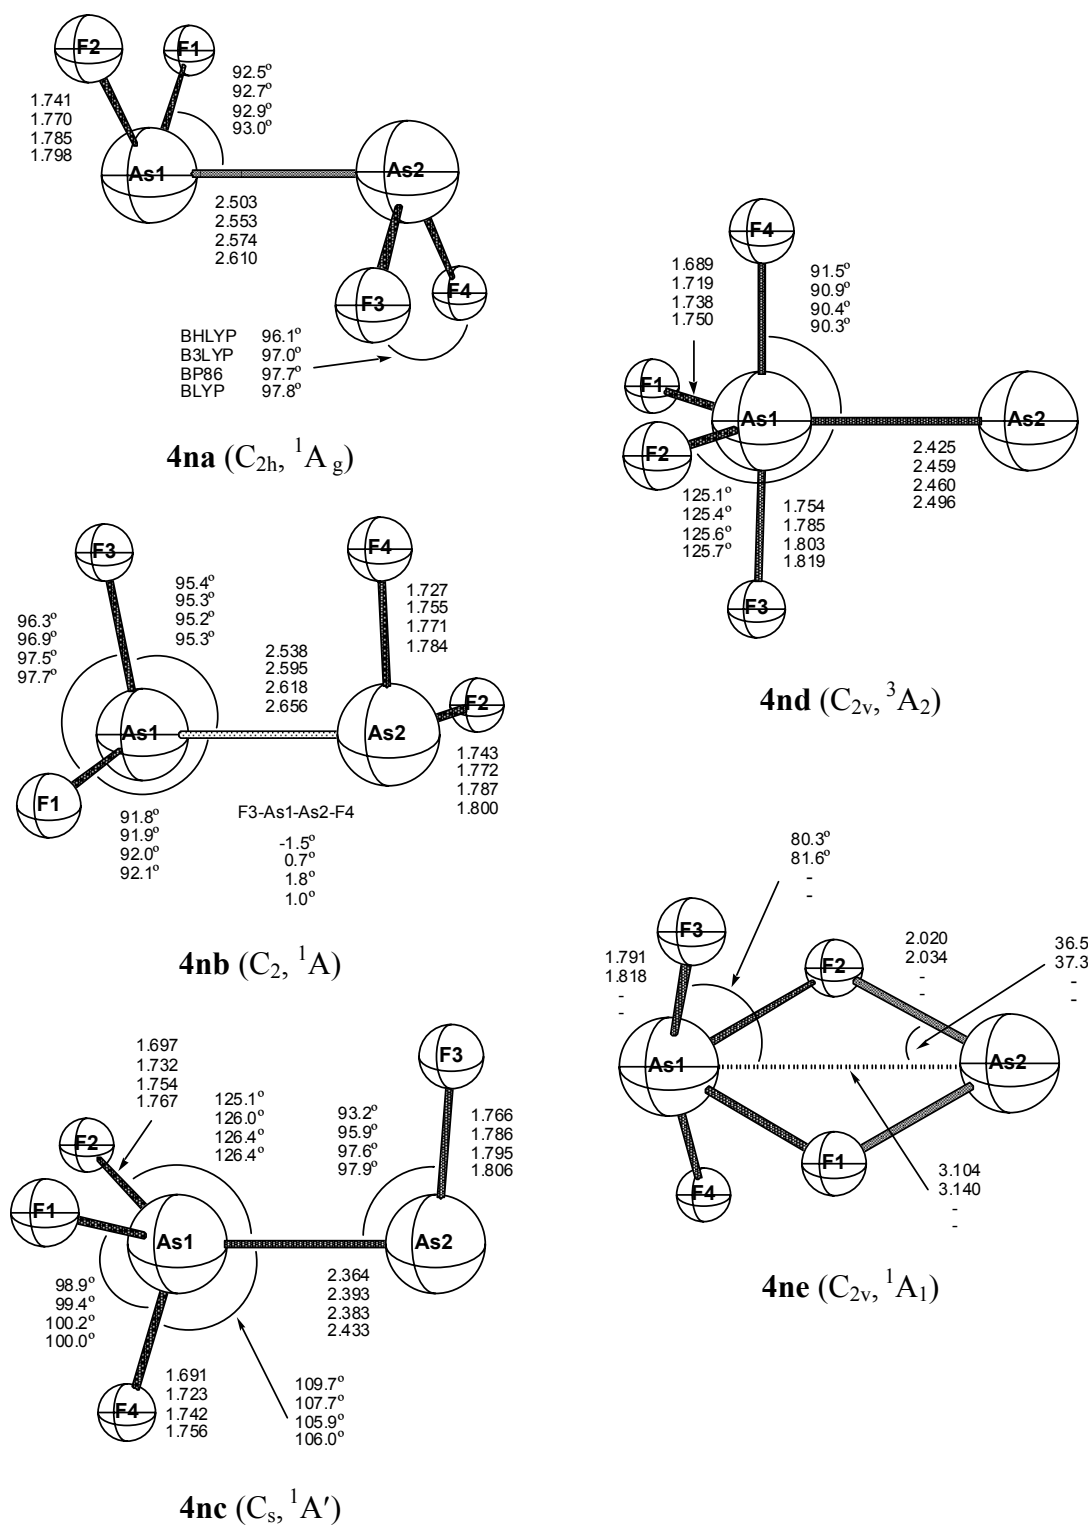 F2
F1
92.5°
92.7°
92.9°
93.0°
1.741
1.770
1.785
1.798
As1
As2
2.503
2.553
2.574
2.610
F3
F4
BHLYP 96.1°
B3LYP 97.0°
BP86 97.7°
BLYP 97.8°
4na (C2h, 1A g)
F3
F4
95.4°
95.3°
95.2°
95.3°
96.3°
96.9°
97.5°
97.7°
1.727
1.755
1.771
1.784
2.538
2.595
2.618
2.656
As1
As2
F2
F1
1.743
1.772
1.787
1.800
91.8°
91.9°
92.0°
92.1°
F3-As1-As2-F4
-1.5°
0.7°
1.8°
1.0°
4nb (C2, 1A)
1.697
1.732
1.754
1.767
F3
125.1°
126.0°
126.4°
126.4°
93.2°
95.9°
97.6°
97.9°
1.766
1.786
1.795
1.806
F2
F1
As1
As2
98.9°
99.4°
100.2°
100.0°
2.364
2.393
2.383
2.433
F4
1.691
1.723
1.742
1.756
109.7°
107.7°
105.9°
106.0°
4nc (Cs, 1A′)
F4
1.689
1.719
1.738
1.750
91.5°
90.9°
90.4°
90.3°
F1
As1
As2
F2
2.425
2.459
2.460
2.496
125.1°
125.4°
125.6°
125.7°
1.754
1.785
1.803
1.819
F3
4nd (C2v, 3A2)
80.3°
81.6°
-
-
F3
F2
1.791
1.818
-
-
2.020
2.034
-
-
36.5
37.3
-
-
As1
As2
F4
F1
3.104
3.140
-
-
4ne (C2v, 1A1)